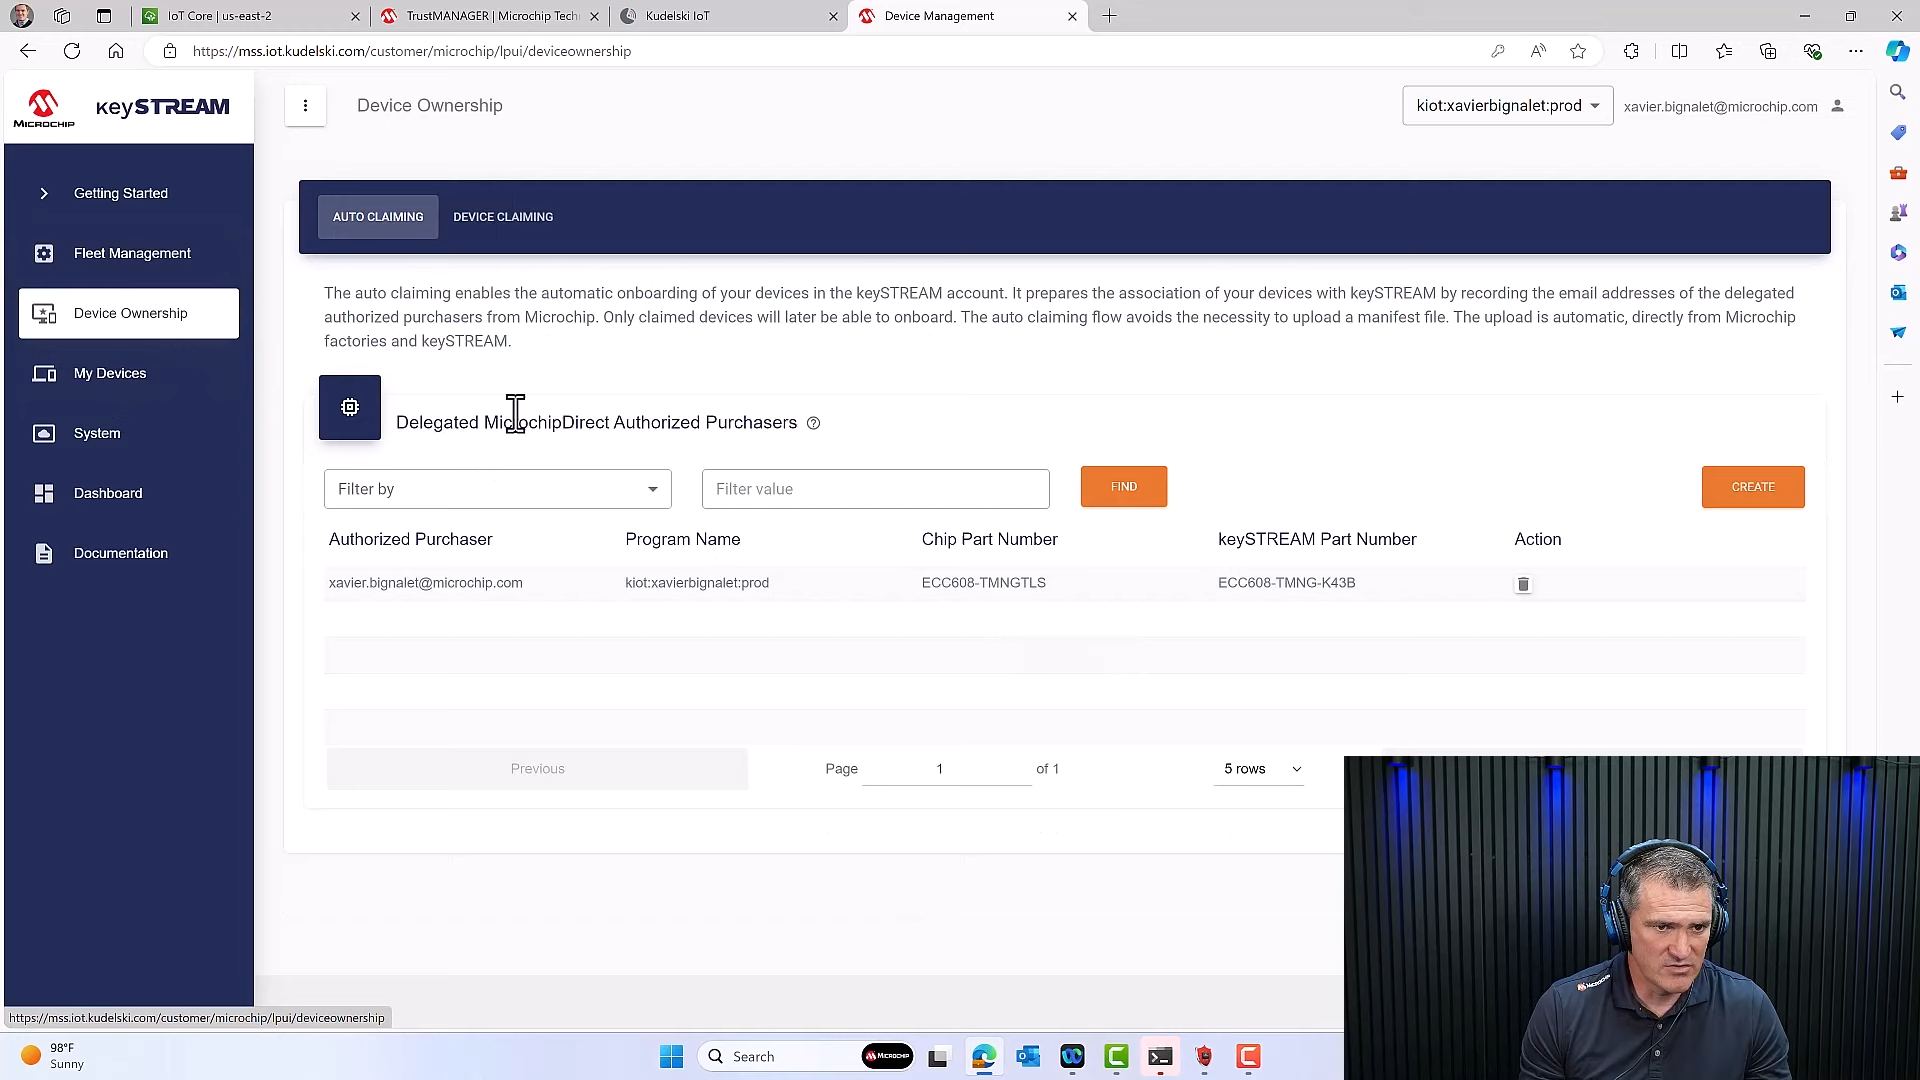 IoT Core | us-east-2
TrustMANAGER | Microchip Tech
Kudelski IoT
Device Management
https://mss.iot.kudelski.com/customer/microchip/lpui/deviceownership
MICROCHIP
keySTREAM
Device Ownership
kiot:xavierbignalet:prod
xavier.bignalet@microchip.com
Getting Started
Fleet Management
Device Ownership
My Devices
System
Dashboard
Documentation
AUTO CLAIMING
DEVICE CLAIMING
The auto claiming enables the automatic onboarding of your devices in the keySTREAM account. It prepares the association of your devices with keySTREAM by recording the email addresses of the delegated
authorized purchasers from Microchip. Only claimed devices will later be able to onboard. The auto claiming flow avoids the necessity to upload a manifest file. The upload is automatic, directly from Microchip
factories and keySTREAM.
Delegated MicrochipDirect Authorized Purchasers
Filter by
Filter value
FIND
CREATE
Authorized Purchaser
Program Name
Chip Part Number
keySTREAM Part Number
Action
xavier.bignalet@microchip.com
kiot:xavierbignalet:prod
ECC608-TMNGTLS
ECC608-TMNG-K43B
Previous
Page 1 of 1
5 rows
https://mss.iot.kudelski.com/customer/microchip/lpui/deviceownership
98°F
Sunny
Search
MICROCHIP
MICROCHIP